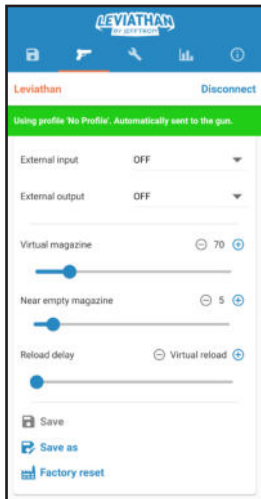 LEVIATHAN
BY JEFFTRON
Leviathan Disconnect
Using profile 'No Profile'. Automatically sent to the gun.
External input OFF
External output OFF
Virtual magazine 70
Near empty magazine 5
Reload delay Virtual reload
Save
Save as
Factory reset